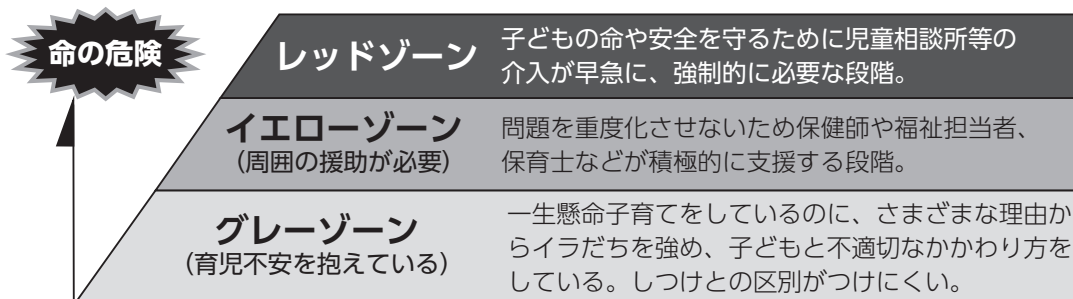 命の危険
レッドゾーン
子どもの命や安全を守るために児童相談所等の
介入が早急に、強制的に必要な段階。
イエローゾーン
（周囲の援助が必要）
問題を重度化させないため保健師や福祉担当者、
保育士などが積極的に支援する段階。
グレーゾーン
（育児不安を抱えている）
一生懸命子育てをしているのに、さまざまな理由か
らイラだちを強め、子どもと不適切なかかわり方を
している。しつけとの区別がつけにくい。